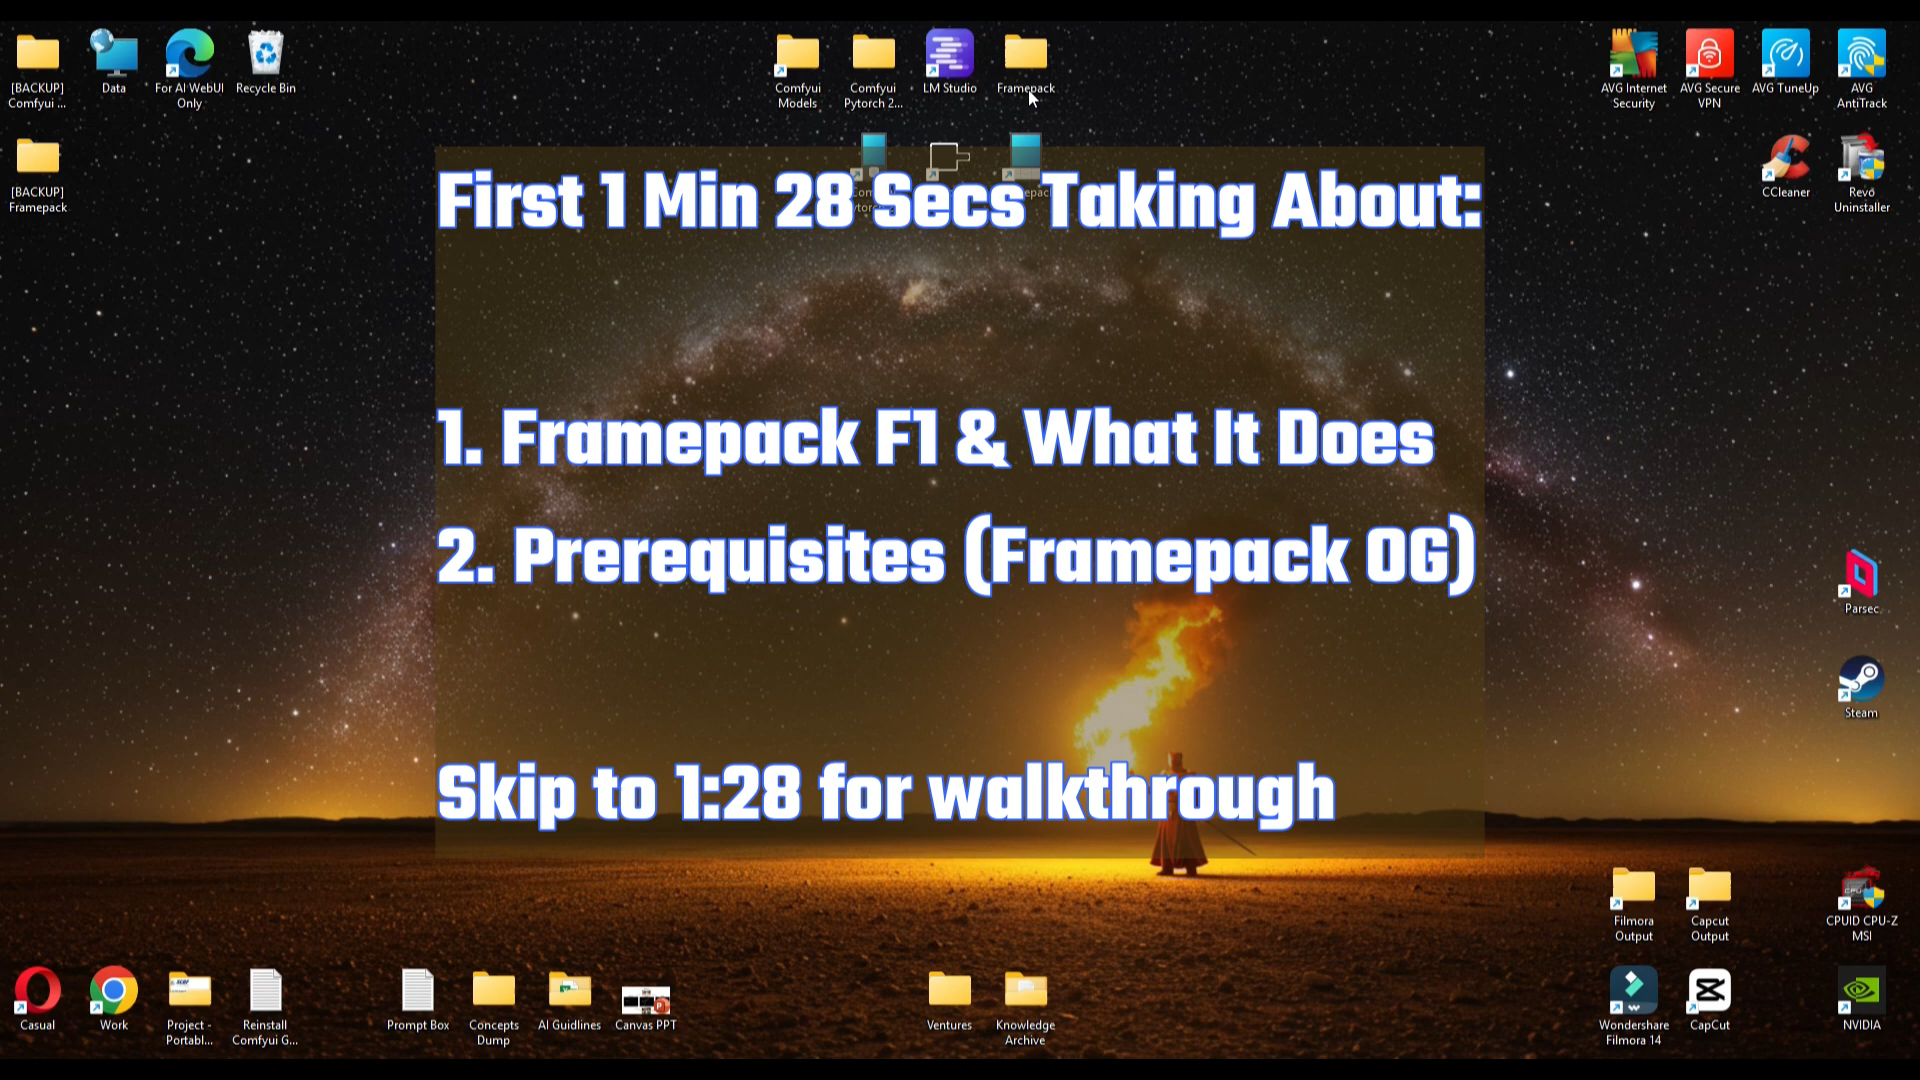 [BACKUP]
Comfyui ...
Data
For AI WebUI
Only
Recycle Bin
Comfyui
Models
Comfyui
Pytorch 2...
LM Studio
Framepack
AVG Internet
Security
AVG Secure
VPN
AVG TuneUp
AVG
AntiTrack
[BACKUP]
Framepack
CCleaner
Revo
Uninstaller
First 1 Min 28 Secs Taking About:
1. Framepack F1 & What It Does
2. Prerequisites (Framepack OG)
Skip to 1:28 for walkthrough
Parsec
Steam
Filmora
Output
Capcut
Output
CPUID CPU-Z
MSI
Casual
Work
Project -
Portabl...
Reinstall
Comfyui G...
Prompt Box
Concepts
Dump
AI Guidlines
Canvas PPT
Ventures
Knowledge
Archive
Wondershare
Filmora 14
CapCut
NVIDIA